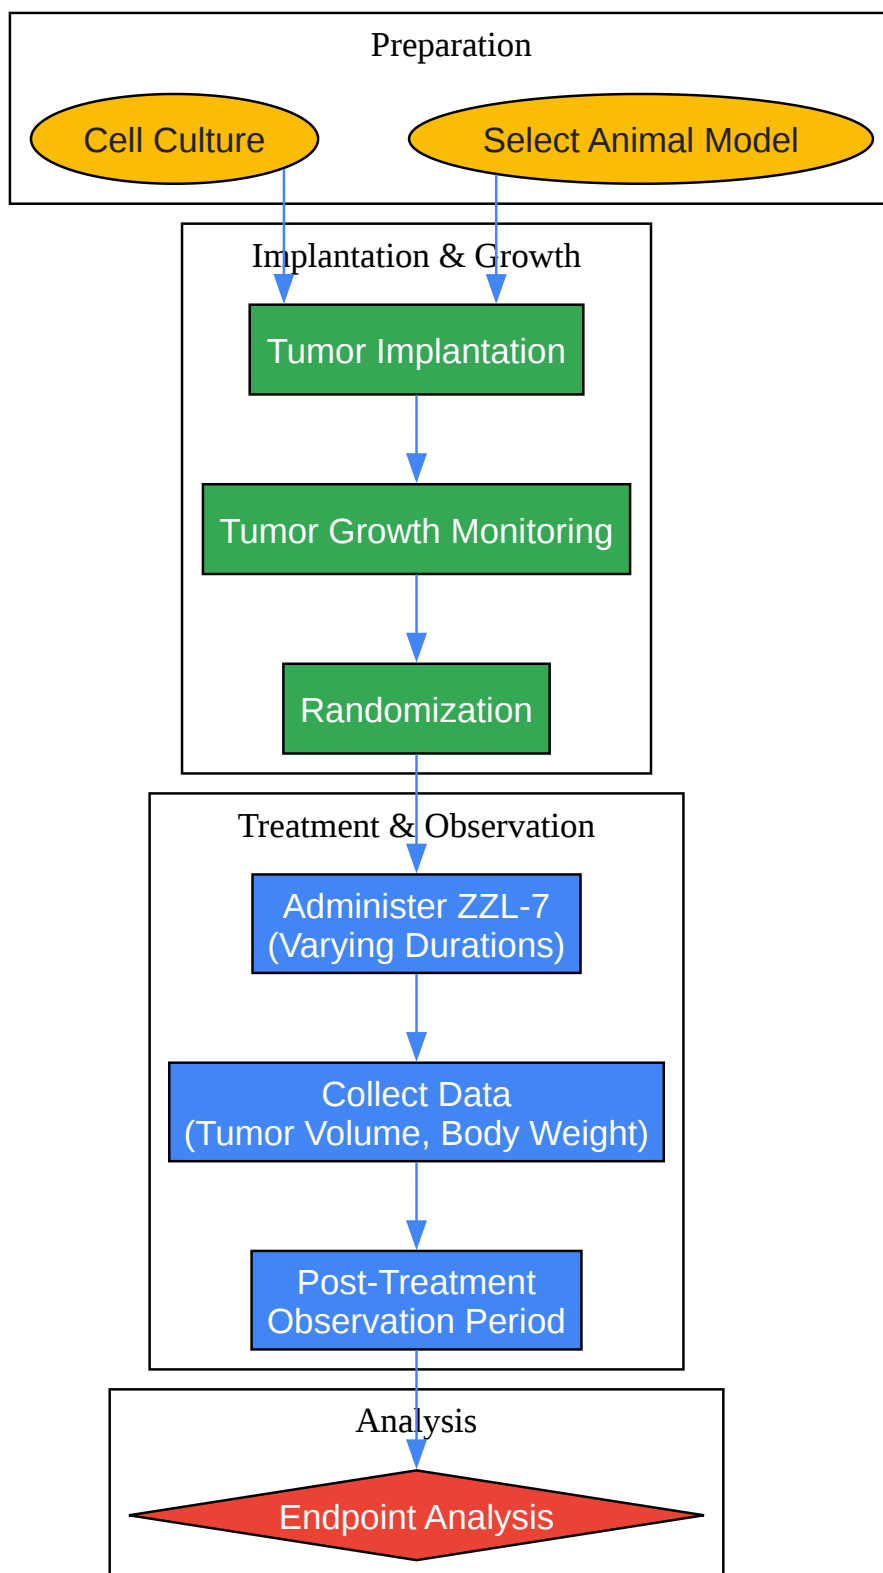 Preparation
Cell Culture
Select Animal Model
Implantation & Growth
Tumor Implantation
Tumor Growth Monitoring
Randomization
Treatment & Observation
Administer ZZL-7
(Varying Durations)
Collect Data
(Tumor Volume, Body Weight)
Post-Treatment
Observation Period
Analysis
Endpoint Analysis